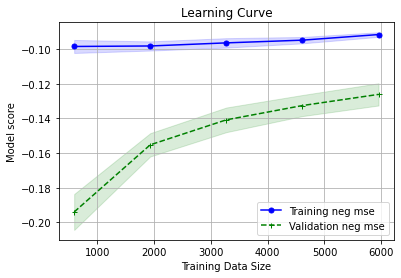 Learning Curve
Model score
−0.10
−0.12
−0.14
−0.16
−0.18
−0.20
Training neg mse
Validation neg mse
1000 2000 3000 4000 5000 6000
Training Data Size